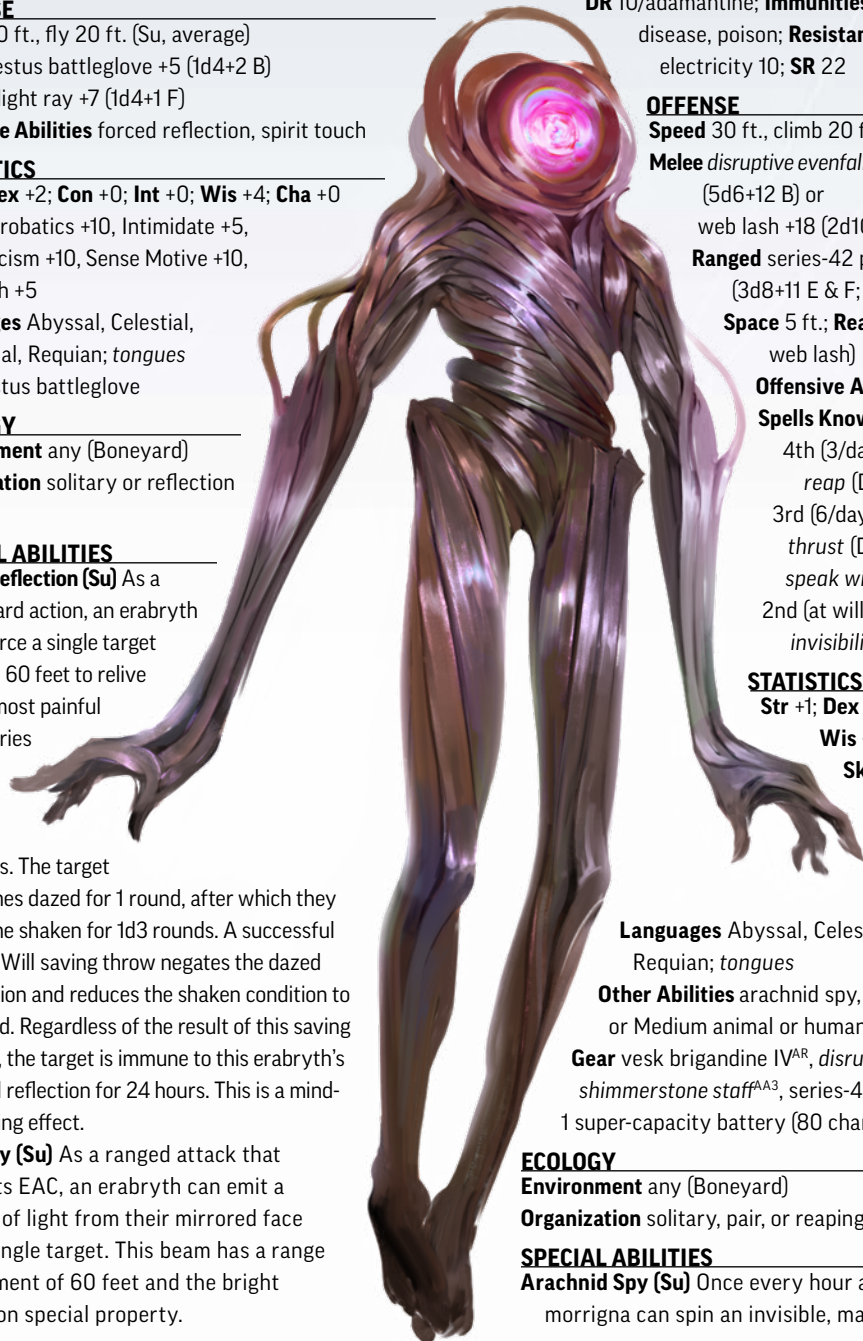 SE
0 ft., fly 20 ft. (Su, average)
estus battleglove +5 (1d4+2 B)
light ray +7 (1d4+1 F)
e Abilities forced reflection, spirit touch
TICS
ex +2; Con +0; Int +0; Wis +4; Cha +0
robatics +10, Intimidate +5,
cism +10, Sense Motive +10,
h +5
ges Abyssal, Celestial,
al, Requian; tongues
stus battleglove
GY
ment any (Boneyard)
ation solitary or reflection
L ABILITIES
eflection (Su) As a
ard action, an erabryth
rce a single target
60 feet to relive
most painful
ries
s. The target
nes dazed for 1 round, after which they
ne shaken for 1d3 rounds. A successful
Will saving throw negates the dazed
ion and reduces the shaken condition to
d. Regardless of the result of this saving
, the target is immune to this erabryth's
d reflection for 24 hours. This is a mind-
ng effect.
y (Su) As a ranged attack that
ts EAC, an erabryth can emit a
of light from their mirrored face
ingle target. This beam has a range
ment of 60 feet and the bright
on special property.
DR 10/adamantine; Immunities
disease, poison; Resistan
electricity 10; SR 22
OFFENSE
Speed 30 ft., climb 20 f
Melee disruptive evenfal
(5d6+12 B) or
web lash +18 (2d10
Ranged series-42 p
(3d8+11 E & F;
Space 5 ft.; Rea
web lash)
Offensive A
Spells Know
4th (3/da
reap (D
3rd (6/day
thrust (D
speak wi
2nd (at will
invisibili
STATISTICS
Str +1; Dex
Wis
Sk
Languages Abyssal, Celes
Requian; tongues
Other Abilities arachnid spy,
or Medium animal or human
Gear vesk brigandine IVAR, disru
shimmerstone staffAA3, series-4
1 super-capacity battery (80 char
ECOLOGY
Environment any (Boneyard)
Organization solitary, pair, or reaping
SPECIAL ABILITIES
Arachnid Spy (Su) Once every hour a
morrigna can spin an invisible, ma